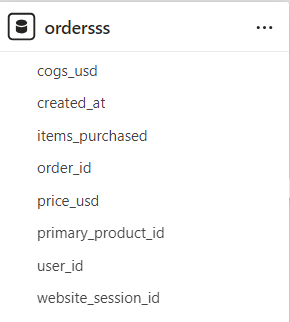 ordersss
cogs_usd
created_at
items_purchased
order_id
price_usd
primary_product_id
user_id
website_session_id